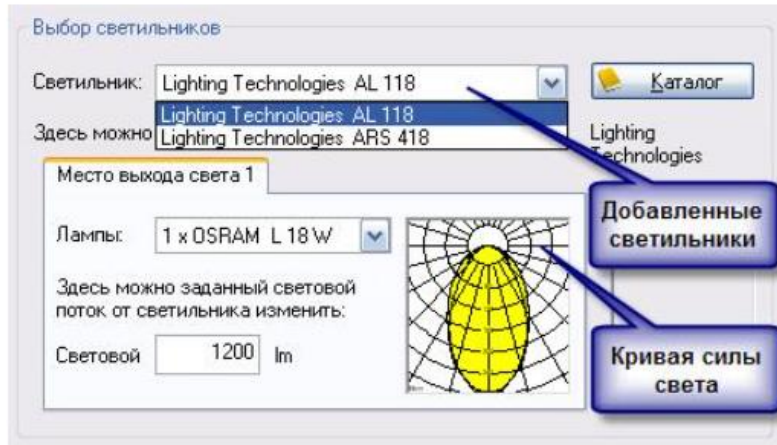 Выбор светильников
Светильник: Lighting Technologies AL 118 Каталог
Lighting Technologies AL 118
Здесь можно Lighting Technologies ARS 418 Lighting
Technologies
Место выхода света 1
Добавленные
светильники
Лампы: 1 x OSRAM L 18 W
Здесь можно заданный световой
поток от светильника изменить:
Световой 1200 lm
Кривая силы
света